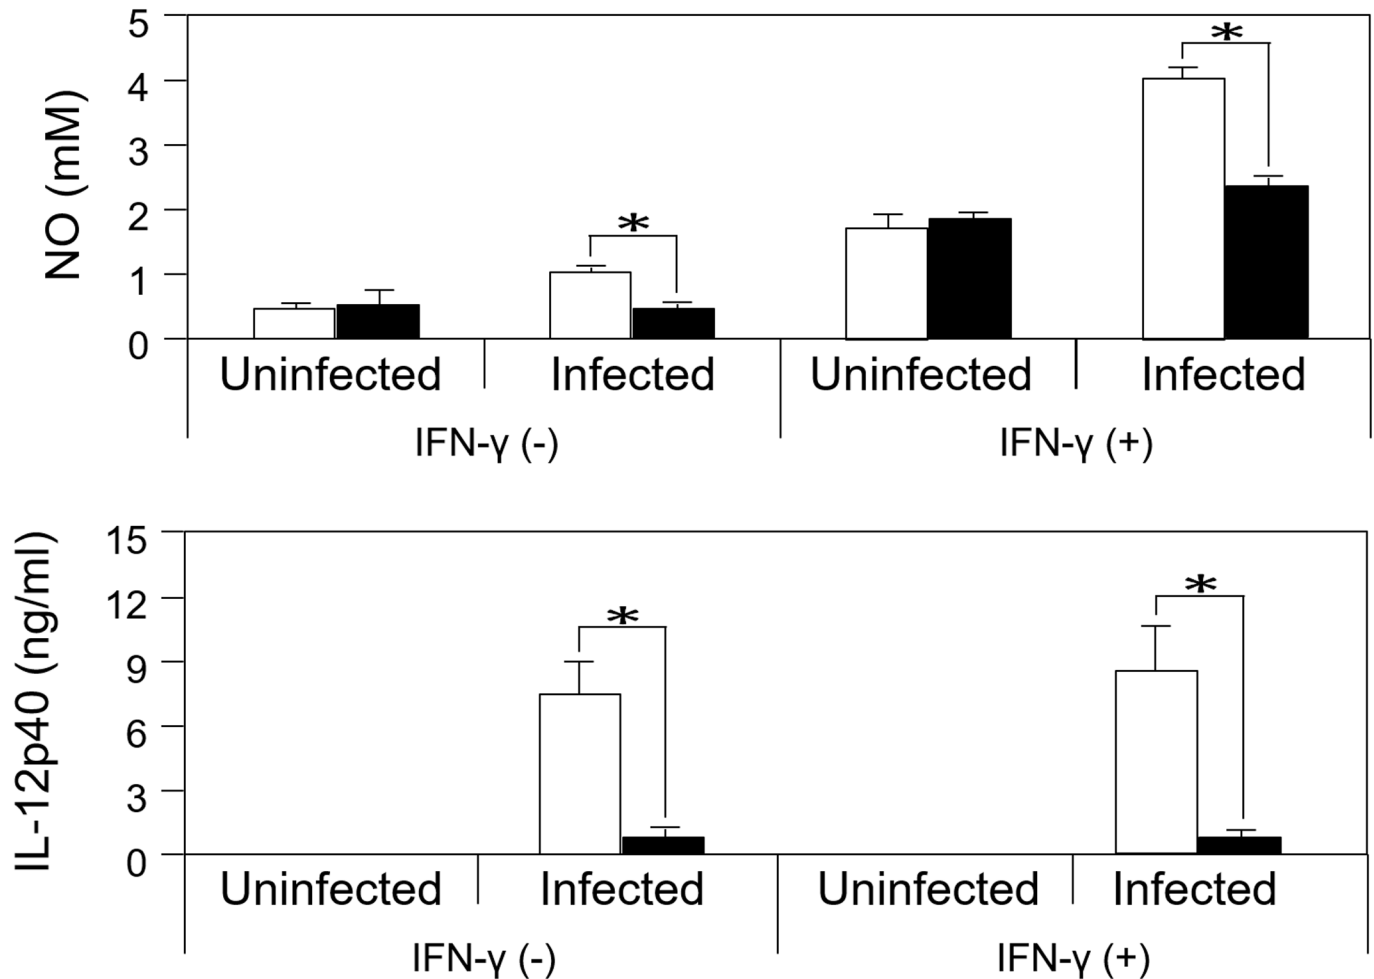 NO (mM)
5
4
3
2
1
0
*
*
Uninfected Infected Uninfected Infected
IFN-γ (-) IFN-γ (+)
IL-12p40 (ng/ml)
15
12
9
6
3
0
*
*
Uninfected Infected Uninfected Infected
IFN-γ (-) IFN-γ (+)